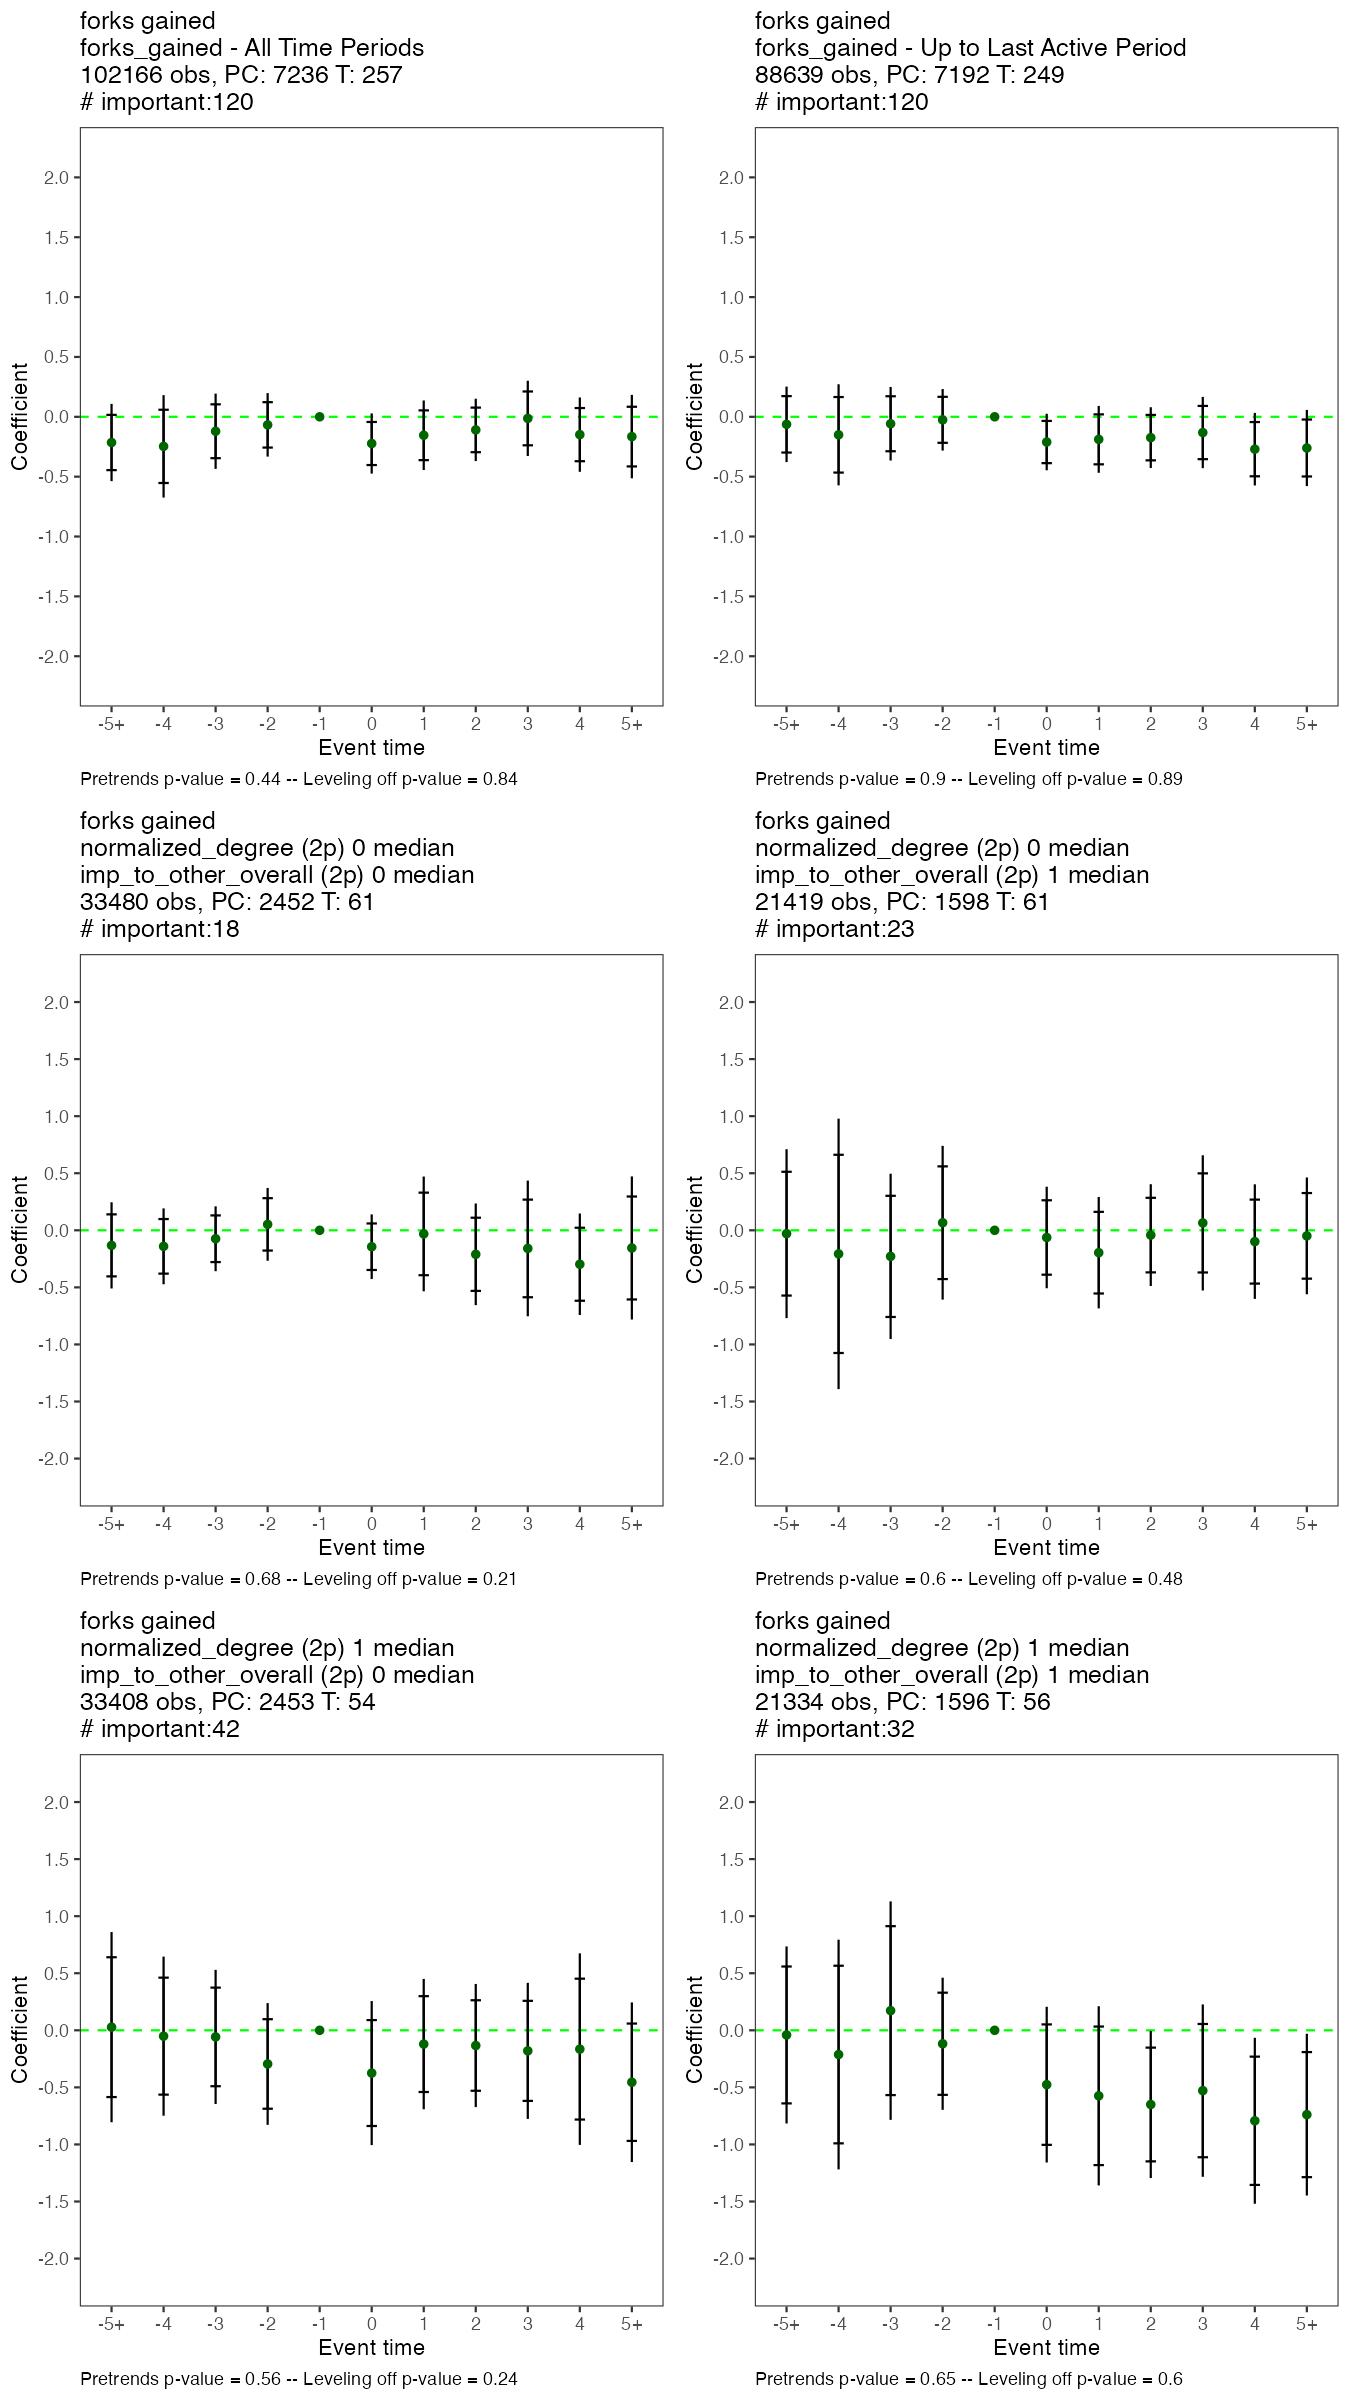 forks gained
forks_gained - All Time Periods
102166 obs, PC: 7236 T: 257
# important:120
2.0
1.5
1.0
0.5
0.0
-0.5
-1.0
-1.5
-2.0
Coefficient
-5+ -4 -3 -2 -1 0 1 2 3 4 5+
Event time
Pretrends p-value = 0.44 -- Leveling off p-value = 0.84
forks gained
forks_gained - Up to Last Active Period
88639 obs, PC: 7192 T: 249
# important:120
2.0
1.5
1.0
0.5
0.0
-0.5
-1.0
-1.5
-2.0
Coefficient
-5+ -4 -3 -2 -1 0 1 2 3 4 5+
Event time
Pretrends p-value = 0.9 -- Leveling off p-value = 0.89
forks gained
normalized_degree (2p) 0 median
imp_to_other_overall (2p) 0 median
33480 obs, PC: 2452 T: 61
# important:18
2.0
1.5
1.0
0.5
0.0
-0.5
-1.0
-1.5
-2.0
Coefficient
-5+ -4 -3 -2 -1 0 1 2 3 4 5+
Event time
Pretrends p-value = 0.68 -- Leveling off p-value = 0.21
forks gained
normalized_degree (2p) 0 median
imp_to_other_overall (2p) 1 median
21419 obs, PC: 1598 T: 61
# important:23
2.0
1.5
1.0
0.5
0.0
-0.5
-1.0
-1.5
-2.0
Coefficient
-5+ -4 -3 -2 -1 0 1 2 3 4 5+
Event time
Pretrends p-value = 0.6 -- Leveling off p-value = 0.48
forks gained
normalized_degree (2p) 1 median
imp_to_other_overall (2p) 0 median
33408 obs, PC: 2453 T: 54
# important:42
2.0
1.5
1.0
0.5
0.0
-0.5
-1.0
-1.5
-2.0
Coefficient
-5+ -4 -3 -2 -1 0 1 2 3 4 5+
Event time
Pretrends p-value = 0.56 -- Leveling off p-value = 0.24
forks gained
normalized_degree (2p) 1 median
imp_to_other_overall (2p) 1 median
21334 obs, PC: 1596 T: 56
# important:32
2.0
1.5
1.0
0.5
0.0
-0.5
-1.0
-1.5
-2.0
Coefficient
-5+ -4 -3 -2 -1 0 1 2 3 4 5+
Event time
Pretrends p-value = 0.65 -- Leveling off p-value = 0.6